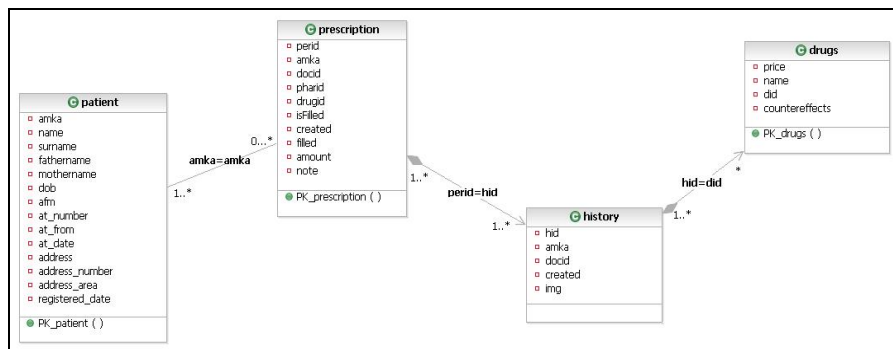 C patient
amka
name
surname
fathername
mothername
dob
afm
at_number
at_from
at_date
address
address_number
address_area
registered_date
PK_patient ( )
amka=amka
1..*
0...*
C prescription
perid
amka
docid
pharid
drugid
isFilled
created
filled
amount
note
PK_prescription ( )
1..*
perid=hid
1..*
C history
hid
amka
docid
created
img
1..*
hid=did
*
C drugs
price
name
did
countereffects
PK_drugs ( )